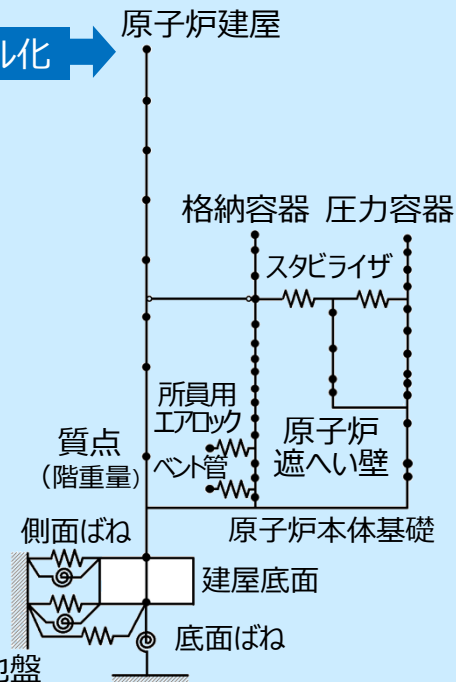 原子炉建屋
ル化
格納容器 圧力容器
スタビライザ
所員用
エアロック
原子炉
遮へい壁
ベント管
質点
（階重量）
原子炉本体基礎
側面ばね
建屋底面
底面ばね
地盤